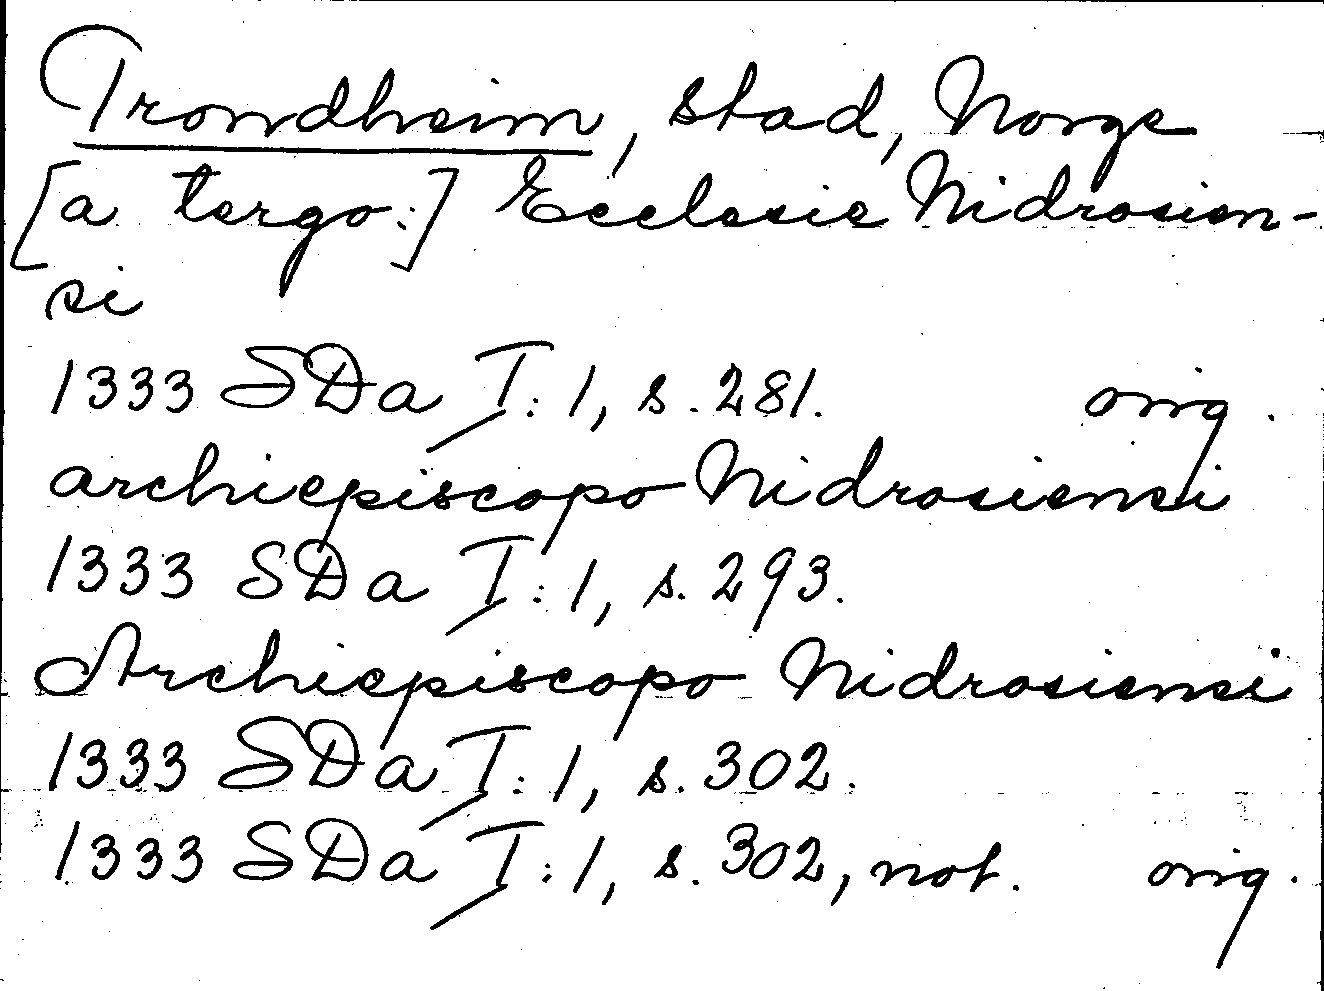 Trondheim, stad, Norge
[a tergo:] Ecclesie Nidrosien-
si
1333 SDa I:1, s. 281. orig.
archiepiscopo Nidrosiensi
1333 SDa I:1, s. 293.
Archiepiscopo Nidrosiensi
1333 SDa I:1, s. 302.
1333 SDa I:1, s. 302, not. orig.